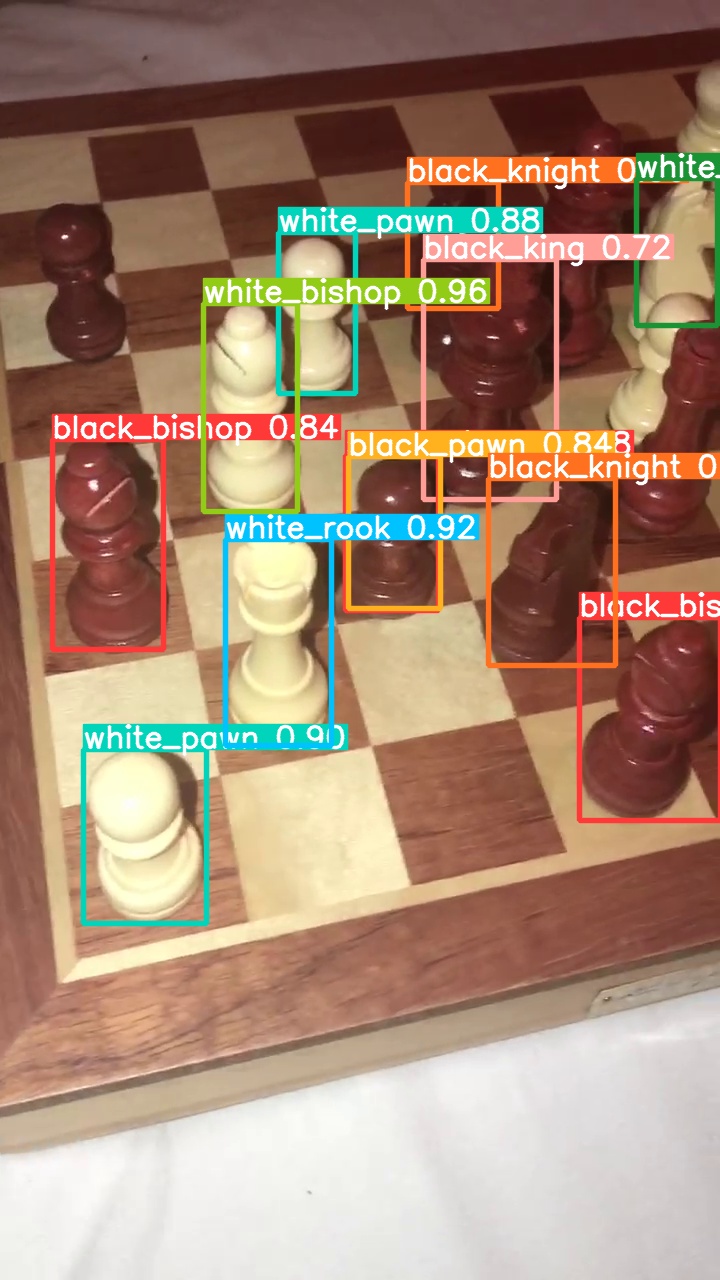 black_knight 0
white_
white_pawn 0.88
black_king 0.72
white_bishop 0.96
black_bishop 0.84
black_pawn 0.848
black_knight 0
white_rook 0.92
black_bis
white_pawn 0.90